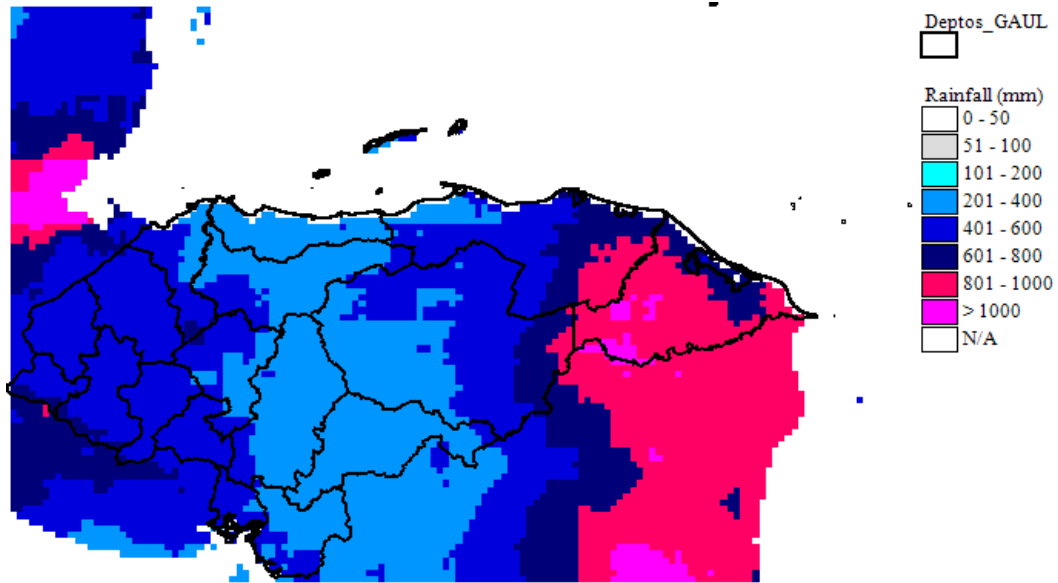 Deptos_GAUL
Rainfall (mm)
0 - 50
51 - 100
101 - 200
201 - 400
401 - 600
601 - 800
801 - 1000
> 1000
N/A